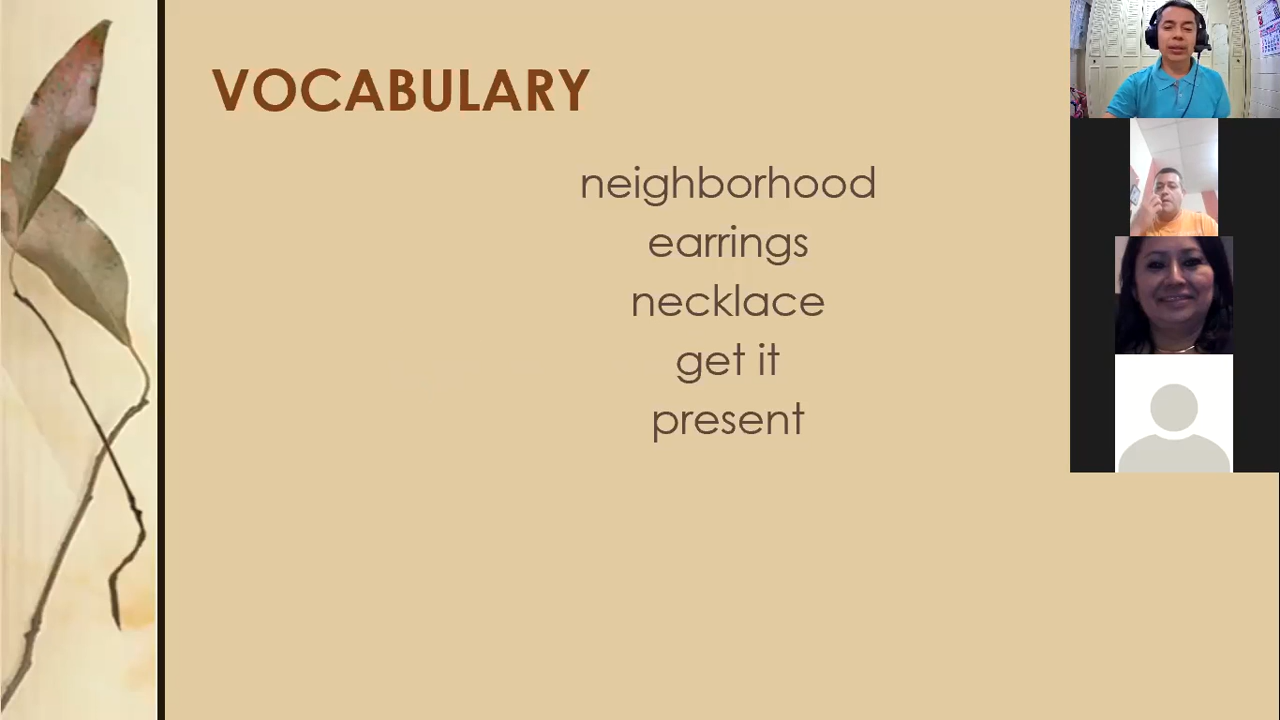 VOCABULARY
neighborhood
earrings
necklace
get it
present